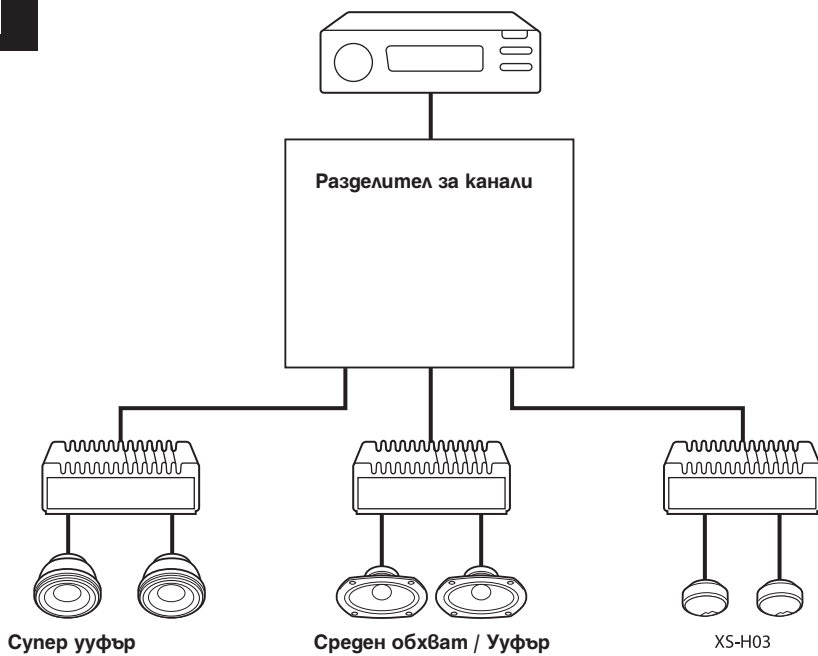 Разделител за канали
Супер ууфър
Среден обхват / Ууфър
XS-H03